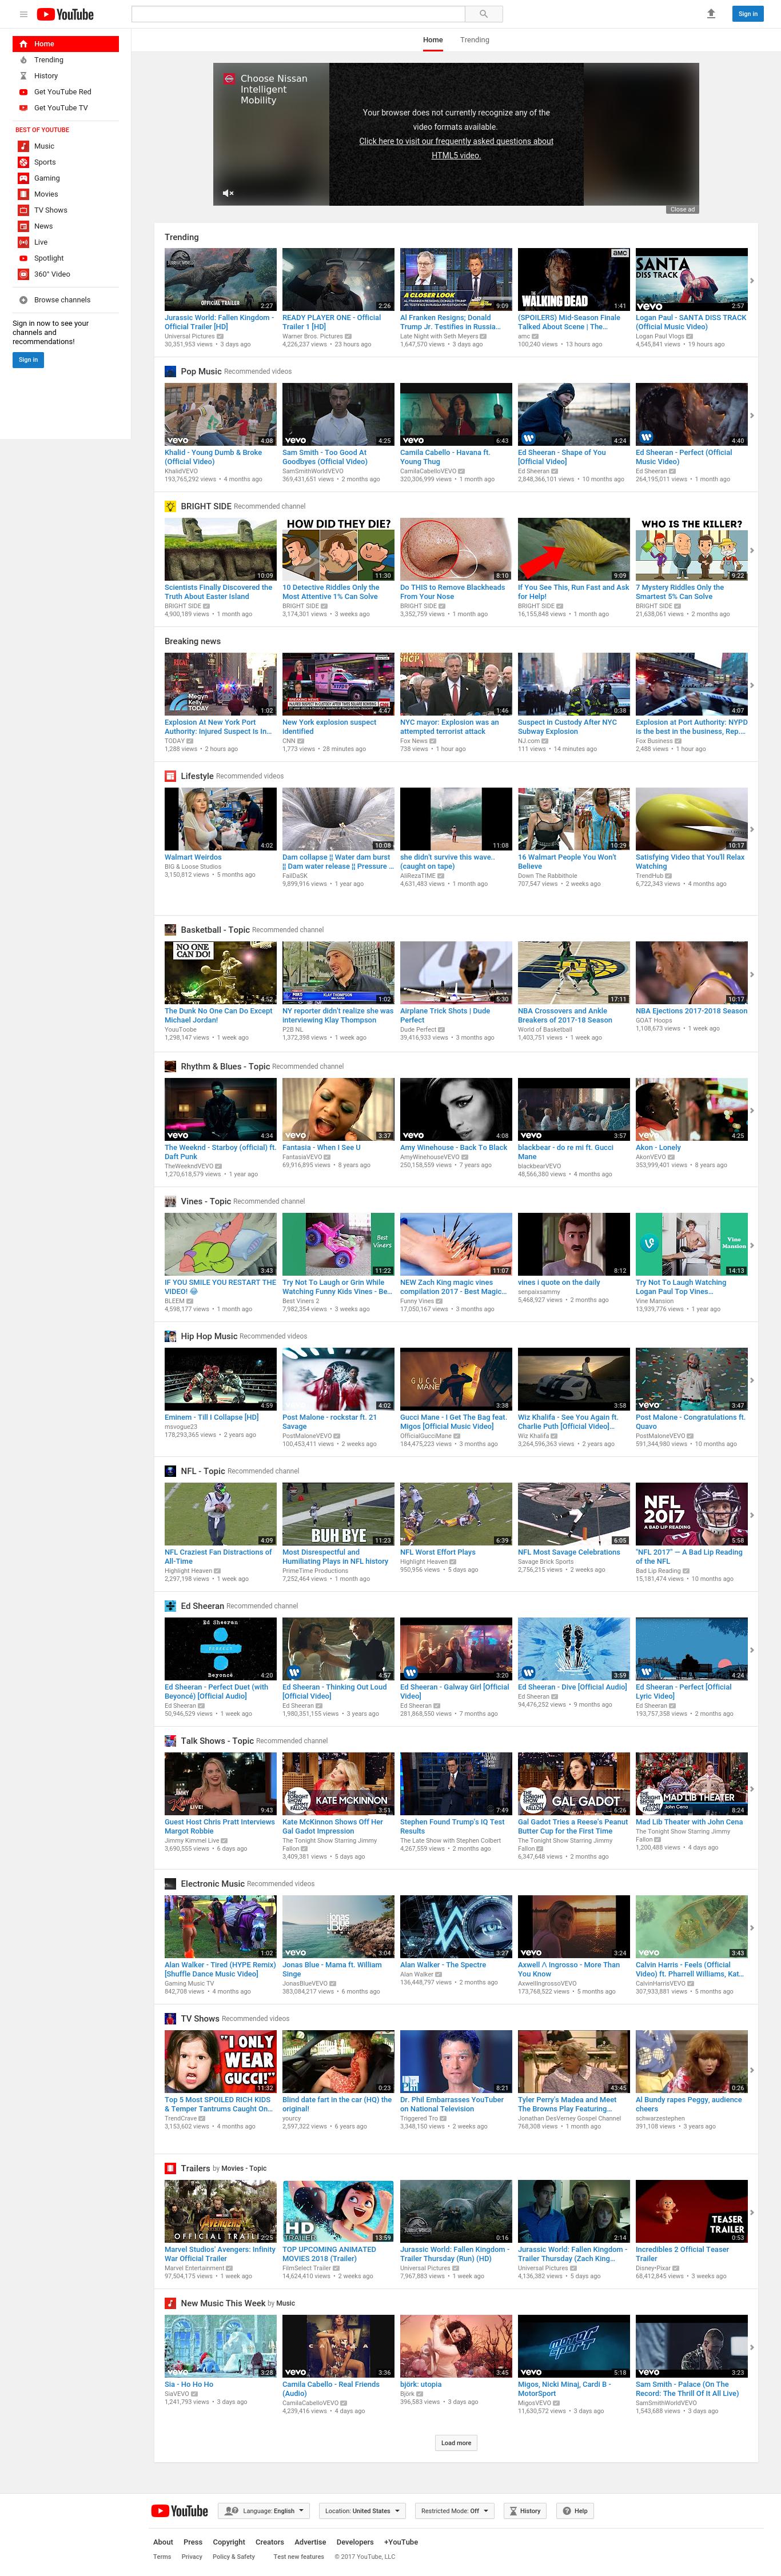 YouTube
Sign in
Home
Trending
Home
Trending
History
Get YouTube Red
Get YouTube TV
BEST OF YOUTUBE
Music
Sports
Gaming
Movies
TV Shows
News
Live
Spotlight
360° Video
Browse channels
Sign in now to see your
channels and
recommendations!
Sign in
Choose Nissan
Intelligent
Mobility
Your browser does not currently recognize any of the
video formats available.
Click here to visit our frequently asked questions about
HTML5 video.
Close ad
Trending
Jurassic World: Fallen Kingdom -
Official Trailer [HD]
Universal Pictures
30,351,953 views • 3 days ago
READY PLAYER ONE - Official
Trailer 1 [HD]
Warner Bros. Pictures
4,226,237 views • 23 hours ago
Al Franken Resigns; Donald
Trump Jr. Testifies in Russia...
Late Night with Seth Meyers
1,647,570 views • 3 days ago
(SPOILERS) Mid-Season Finale
Talked About Scene | The...
amc
100,240 views • 13 hours ago
Logan Paul - SANTA DISS TRACK
(Official Music Video)
Logan Paul Vlogs
4,545,841 views • 19 hours ago
Pop Music Recommended videos
Khalid - Young Dumb & Broke
(Official Video)
KhalidVEVO
193,765,292 views • 4 months ago
Sam Smith - Too Good At
Goodbyes (Official Video)
SamSmithWorldVEVO
369,431,651 views • 2 months ago
Camila Cabello - Havana ft.
Young Thug
CamilaCabelloVEVO
320,306,999 views • 1 month ago
Ed Sheeran - Shape of You
[Official Video]
Ed Sheeran
2,848,366,101 views • 10 months ago
Ed Sheeran - Perfect (Official
Music Video)
Ed Sheeran
264,195,011 views • 1 month ago
BRIGHT SIDE Recommended channel
Scientists Finally Discovered the
Truth About Easter Island
BRIGHT SIDE
4,900,189 views • 1 month ago
10 Detective Riddles Only the
Most Attentive 1% Can Solve
BRIGHT SIDE
3,174,301 views • 3 weeks ago
Do THIS to Remove Blackheads
From Your Nose
BRIGHT SIDE
3,352,759 views • 1 month ago
If You See This, Run Fast and Ask
for Help!
BRIGHT SIDE
16,155,848 views • 1 month ago
7 Mystery Riddles Only the
Smartest 5% Can Solve
BRIGHT SIDE
21,638,061 views • 2 months ago
Breaking news
Explosion At New York Port
Authority: Injured Suspect Is In...
TODAY
1,288 views • 2 hours ago
New York explosion suspect
identified
CNN
1,773 views • 28 minutes ago
NYC mayor: Explosion was an
attempted terrorist attack
Fox News
738 views • 1 hour ago
Suspect in Custody After NYC
Subway Explosion
NJ.com
111 views • 14 minutes ago
Explosion at Port Authority: NYPD
is the best in the business, Rep....
Fox Business
2,488 views • 1 hour ago
Lifestyle Recommended videos
Walmart Weirdos
BIG & Loose Studios
3,150,812 views • 5 months ago
Dam collapse ¦¦ Water dam burst
¦¦ Dam water release ¦¦ Pressure ...
FailDaSK
9,899,916 views • 1 year ago
she didn't survive this wave..
(caught on tape)
AliRezaTIME
4,631,483 views • 1 month ago
16 Walmart People You Won't
Believe
Down The Rabbithole
707,547 views • 2 weeks ago
Satisfying Video that You'll Relax
Watching
TrendHub
6,722,343 views • 4 months ago
Basketball - Topic Recommended channel
The Dunk No One Can Do Except
Michael Jordan!
YouuToobe
1,298,147 views • 1 week ago
NY reporter didn't realize she was
interviewing Klay Thompson
P2B NL
1,372,398 views • 1 week ago
Airplane Trick Shots | Dude
Perfect
Dude Perfect
39,416,933 views • 3 months ago
NBA Crossovers and Ankle
Breakers of 2017-18 Season
World of Basketball
1,403,751 views • 1 week ago
NBA Ejections 2017-2018 Season
GOAT Hoops
1,108,673 views • 1 week ago
Rhythm & Blues - Topic Recommended channel
The Weeknd - Starboy (official) ft.
Daft Punk
TheWeekndVEVO
1,270,618,579 views • 1 year ago
Fantasia - When I See U
FantasiaVEVO
69,916,895 views • 8 years ago
Amy Winehouse - Back To Black
AmyWinehouseVEVO
250,158,559 views • 7 years ago
blackbear - do re mi ft. Gucci
Mane
blackbearVEVO
48,566,380 views • 4 months ago
Akon - Lonely
AkonVEVO
353,999,401 views • 8 years ago
Vines - Topic Recommended channel
IF YOU SMILE YOU RESTART THE
VIDEO! 😂
BLEEM
4,598,177 views • 1 month ago
Try Not To Laugh or Grin While
Watching Funny Kids Vines - Be...
Best Viners 2
7,982,354 views • 3 weeks ago
NEW Zach King magic vines
compilation 2017 - Best Magic...
Funny Vines
17,050,167 views • 3 months ago
vines i quote on the daily
senpaixsammy
5,468,927 views • 2 months ago
Try Not To Laugh Watching
Logan Paul Top Vines...
Vine Mansion
13,939,776 views • 1 year ago
Hip Hop Music Recommended videos
Eminem - Till I Collapse [HD]
msvogue23
178,293,365 views • 2 years ago
Post Malone - rockstar ft. 21
Savage
PostMaloneVEVO
100,453,411 views • 2 weeks ago
Gucci Mane - I Get The Bag feat.
Migos [Official Music Video]
OfficialGucciMane
184,475,223 views • 3 months ago
Wiz Khalifa - See You Again ft.
Charlie Puth [Official Video]...
Wiz Khalifa
3,264,596,363 views • 2 years ago
Post Malone - Congratulations ft.
Quavo
PostMaloneVEVO
591,344,980 views • 10 months ago
NFL - Topic Recommended channel
NFL Craziest Fan Distractions of
All-Time
Highlight Heaven
2,297,198 views • 1 week ago
Most Disrespectful and
Humiliating Plays in NFL history
PrimeTime Productions
7,252,464 views • 1 month ago
NFL Worst Effort Plays
Highlight Heaven
950,956 views • 5 days ago
NFL Most Savage Celebrations
Savage Brick Sports
2,756,215 views • 2 weeks ago
"NFL 2017" — A Bad Lip Reading
of the NFL
Bad Lip Reading
15,181,474 views • 10 months ago
Ed Sheeran Recommended channel
Ed Sheeran - Perfect Duet (with
Beyoncé) [Official Audio]
Ed Sheeran
50,946,529 views • 1 week ago
Ed Sheeran - Thinking Out Loud
[Official Video]
Ed Sheeran
1,980,351,155 views • 3 years ago
Ed Sheeran - Galway Girl [Official
Video]
Ed Sheeran
281,868,550 views • 7 months ago
Ed Sheeran - Dive [Official Audio]
Ed Sheeran
94,476,252 views • 9 months ago
Ed Sheeran - Perfect [Official
Lyric Video]
Ed Sheeran
193,757,358 views • 2 months ago
Talk Shows - Topic Recommended channel
Guest Host Chris Pratt Interviews
Margot Robbie
Jimmy Kimmel Live
3,690,555 views • 6 days ago
Kate McKinnon Shows Off Her
Gal Gadot Impression
The Tonight Show Starring Jimmy
Fallon
3,409,381 views • 5 days ago
Stephen Found Trump's IQ Test
Results
The Late Show with Stephen Colbert
4,267,559 views • 2 months ago
Gal Gadot Tries a Reese's Peanut
Butter Cup for the First Time
The Tonight Show Starring Jimmy
Fallon
6,347,648 views • 2 months ago
Mad Lib Theater with John Cena
The Tonight Show Starring Jimmy
Fallon
1,200,488 views • 4 days ago
Electronic Music Recommended videos
Alan Walker - Tired (HYPE Remix)
[Shuffle Dance Music Video]
Gaming Music TV
842,708 views • 4 months ago
Jonas Blue - Mama ft. William
Singe
JonasBlueVEVO
383,084,217 views • 6 months ago
Alan Walker - The Spectre
Alan Walker
136,448,797 views • 2 months ago
Axwell Λ Ingrosso - More Than
You Know
AxwellIngrossoVEVO
173,768,522 views • 5 months ago
Calvin Harris - Feels (Official
Video) ft. Pharrell Williams, Kat...
CalvinHarrisVEVO
307,933,881 views • 5 months ago
TV Shows Recommended videos
Top 5 Most SPOILED RICH KIDS
& Temper Tantrums Caught On...
TrendCrave
3,153,602 views • 4 months ago
Blind date fart in the car (HQ) the
original!
yourcy
2,597,322 views • 6 years ago
Dr. Phil Embarrasses YouTuber
on National Television
Triggered Tro
3,348,150 views • 2 weeks ago
Tyler Perry's Madea and Meet
The Browns Play Featuring...
Jonathan DesVerney Gospel Channel
768,308 views • 1 month ago
Al Bundy rapes Peggy, audience
cheers
schwarzestephen
391,108 views • 3 years ago
Trailers by Movies - Topic
Marvel Studios' Avengers: Infinity
War Official Trailer
Marvel Entertainment
97,504,175 views • 1 week ago
TOP UPCOMING ANIMATED
MOVIES 2018 (Trailer)
FilmSelect Trailer
14,624,410 views • 2 weeks ago
Jurassic World: Fallen Kingdom -
Trailer Thursday (Run) (HD)
Universal Pictures
7,967,883 views • 1 week ago
Jurassic World: Fallen Kingdom -
Trailer Thursday (Zach King...
Universal Pictures
4,136,382 views • 5 days ago
Incredibles 2 Official Teaser
Trailer
Disney•Pixar
68,412,845 views • 3 weeks ago
New Music This Week by Music
Sia - Ho Ho Ho
SiaVEVO
1,241,793 views • 3 days ago
Camila Cabello - Real Friends
(Audio)
CamilaCabelloVEVO
4,239,416 views • 4 days ago
björk: utopia
Björk
396,583 views • 3 days ago
Migos, Nicki Minaj, Cardi B -
MotorSport
MigosVEVO
11,630,572 views • 3 days ago
Sam Smith - Palace (On The
Record: The Thrill Of It All Live)
SamSmithWorldVEVO
1,543,688 views • 3 days ago
Load more
YouTube
Language: English
Location: United States
Restricted Mode: Off
History
Help
About Press Copyright Creators Advertise Developers +YouTube
Terms Privacy Policy & Safety Test new features © 2017 YouTube, LLC